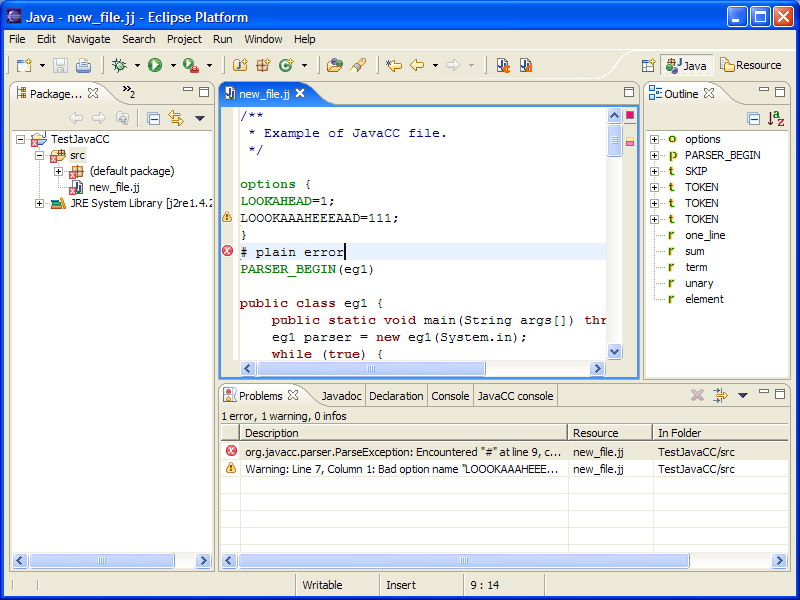 Java - new_file.jj - Eclipse Platform
File Edit Navigate Search Project Run Window Help
Java Resource
Package... »2
new_file.jj
Outline
TestJavaCC
src
(default package)
new_file.jj
JRE System Library [j2re1.4.2
/**
* Example of JavaCC file.
*/
options {
LOOKAHEAD=1;
LOOOKAAAHEEEAAD=111;
}
# plain error
PARSER_BEGIN(eg1)
public class eg1 {
public static void main(String args[]) thr
eg1 parser = new eg1(System.in);
while (true) {
options
PARSER_BEGIN
SKIP
TOKEN
TOKEN
TOKEN
one_line
sum
term
unary
element
Problems Javadoc Declaration Console JavaCC console
1 error, 1 warning, 0 infos
Description Resource In Folder
org.javacc.parser.ParseException: Encountered "#" at line 9, c... new_file.jj TestJavaCC/src
Warning: Line 7, Column 1: Bad option name "LOOOKAAAHEEE... new_file.jj TestJavaCC/src
Writable Insert 9 : 14